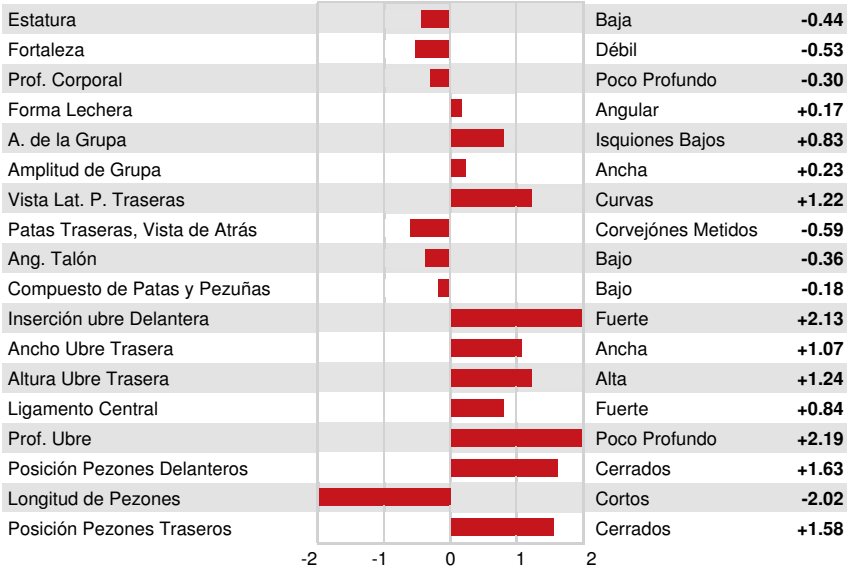 Estatura Baja -0.44
Fortaleza Débil -0.53
Prof. Corporal Poco Profundo -0.30
Forma Lechera Angular +0.17
A. de la Grupa Isquiones Bajos +0.83
Amplitud de Grupa Ancha +0.23
Vista Lat. P. Traseras Curvas +1.22
Patas Traseras, Vista de Atrás Corvejónes Metidos -0.59
Ang. Talón Bajo -0.36
Compuesto de Patas y Pezuñas Bajo -0.18
Inserción ubre Delantera Fuerte +2.13
Ancho Ubre Trasera Ancha +1.07
Altura Ubre Trasera Alta +1.24
Ligamento Central Fuerte +0.84
Prof. Ubre Poco Profundo +2.19
Posición Pezones Delanteros Cerrados +1.63
Longitud de Pezones Cortos -2.02
Posición Pezones Traseros Cerrados +1.58
-2 -1 0 1 2